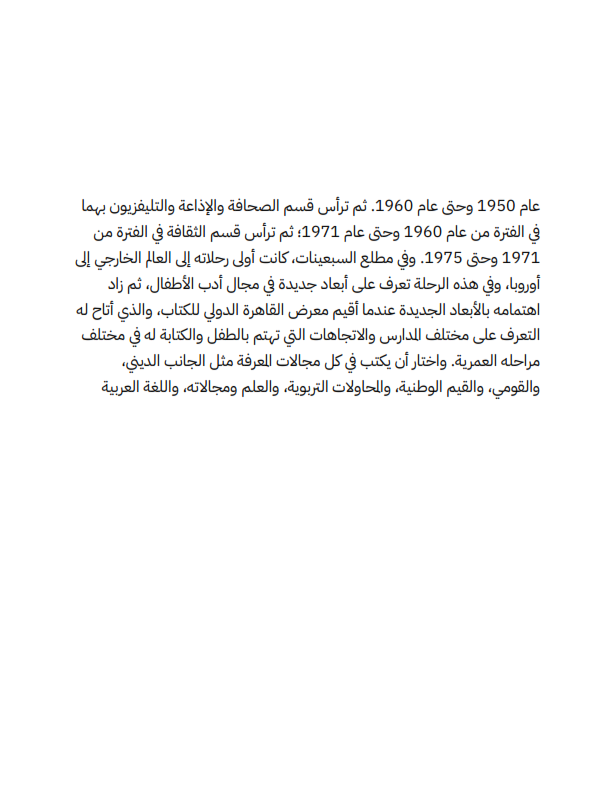 عام 1950 وحتى عام 1960. ثم ترأس قسم الصحافة والإذاعة والتليفزيون بهما
في الفترة من عام 1960 وحتى عام 1971؛ ثم ترأس قسم الثقافة في الفترة من
1971 وحتى 1975. وفي مطلع السبعينات، كانت أولى رحلاته إلى العالم الخارجي إلى
أوروبا، وفي هذه الرحلة تعرف على أبعاد جديدة في مجال أدب الأطفال، ثم زاد
اهتمامه بالأبعاد الجديدة عندما أقيم معرض القاهرة الدولي للكتاب، والذي أتاح له
التعرف على مختلف المدارس والاتجاهات التي تهتم بالطفل والكتابة له في مختلف
مراحله العمرية. واختار أن يكتب في كل مجالات المعرفة مثل الجانب الديني،
والقومي، والقيم الوطنية، والمحاولات التربوية، والعلم ومجالاته، واللغة العربية